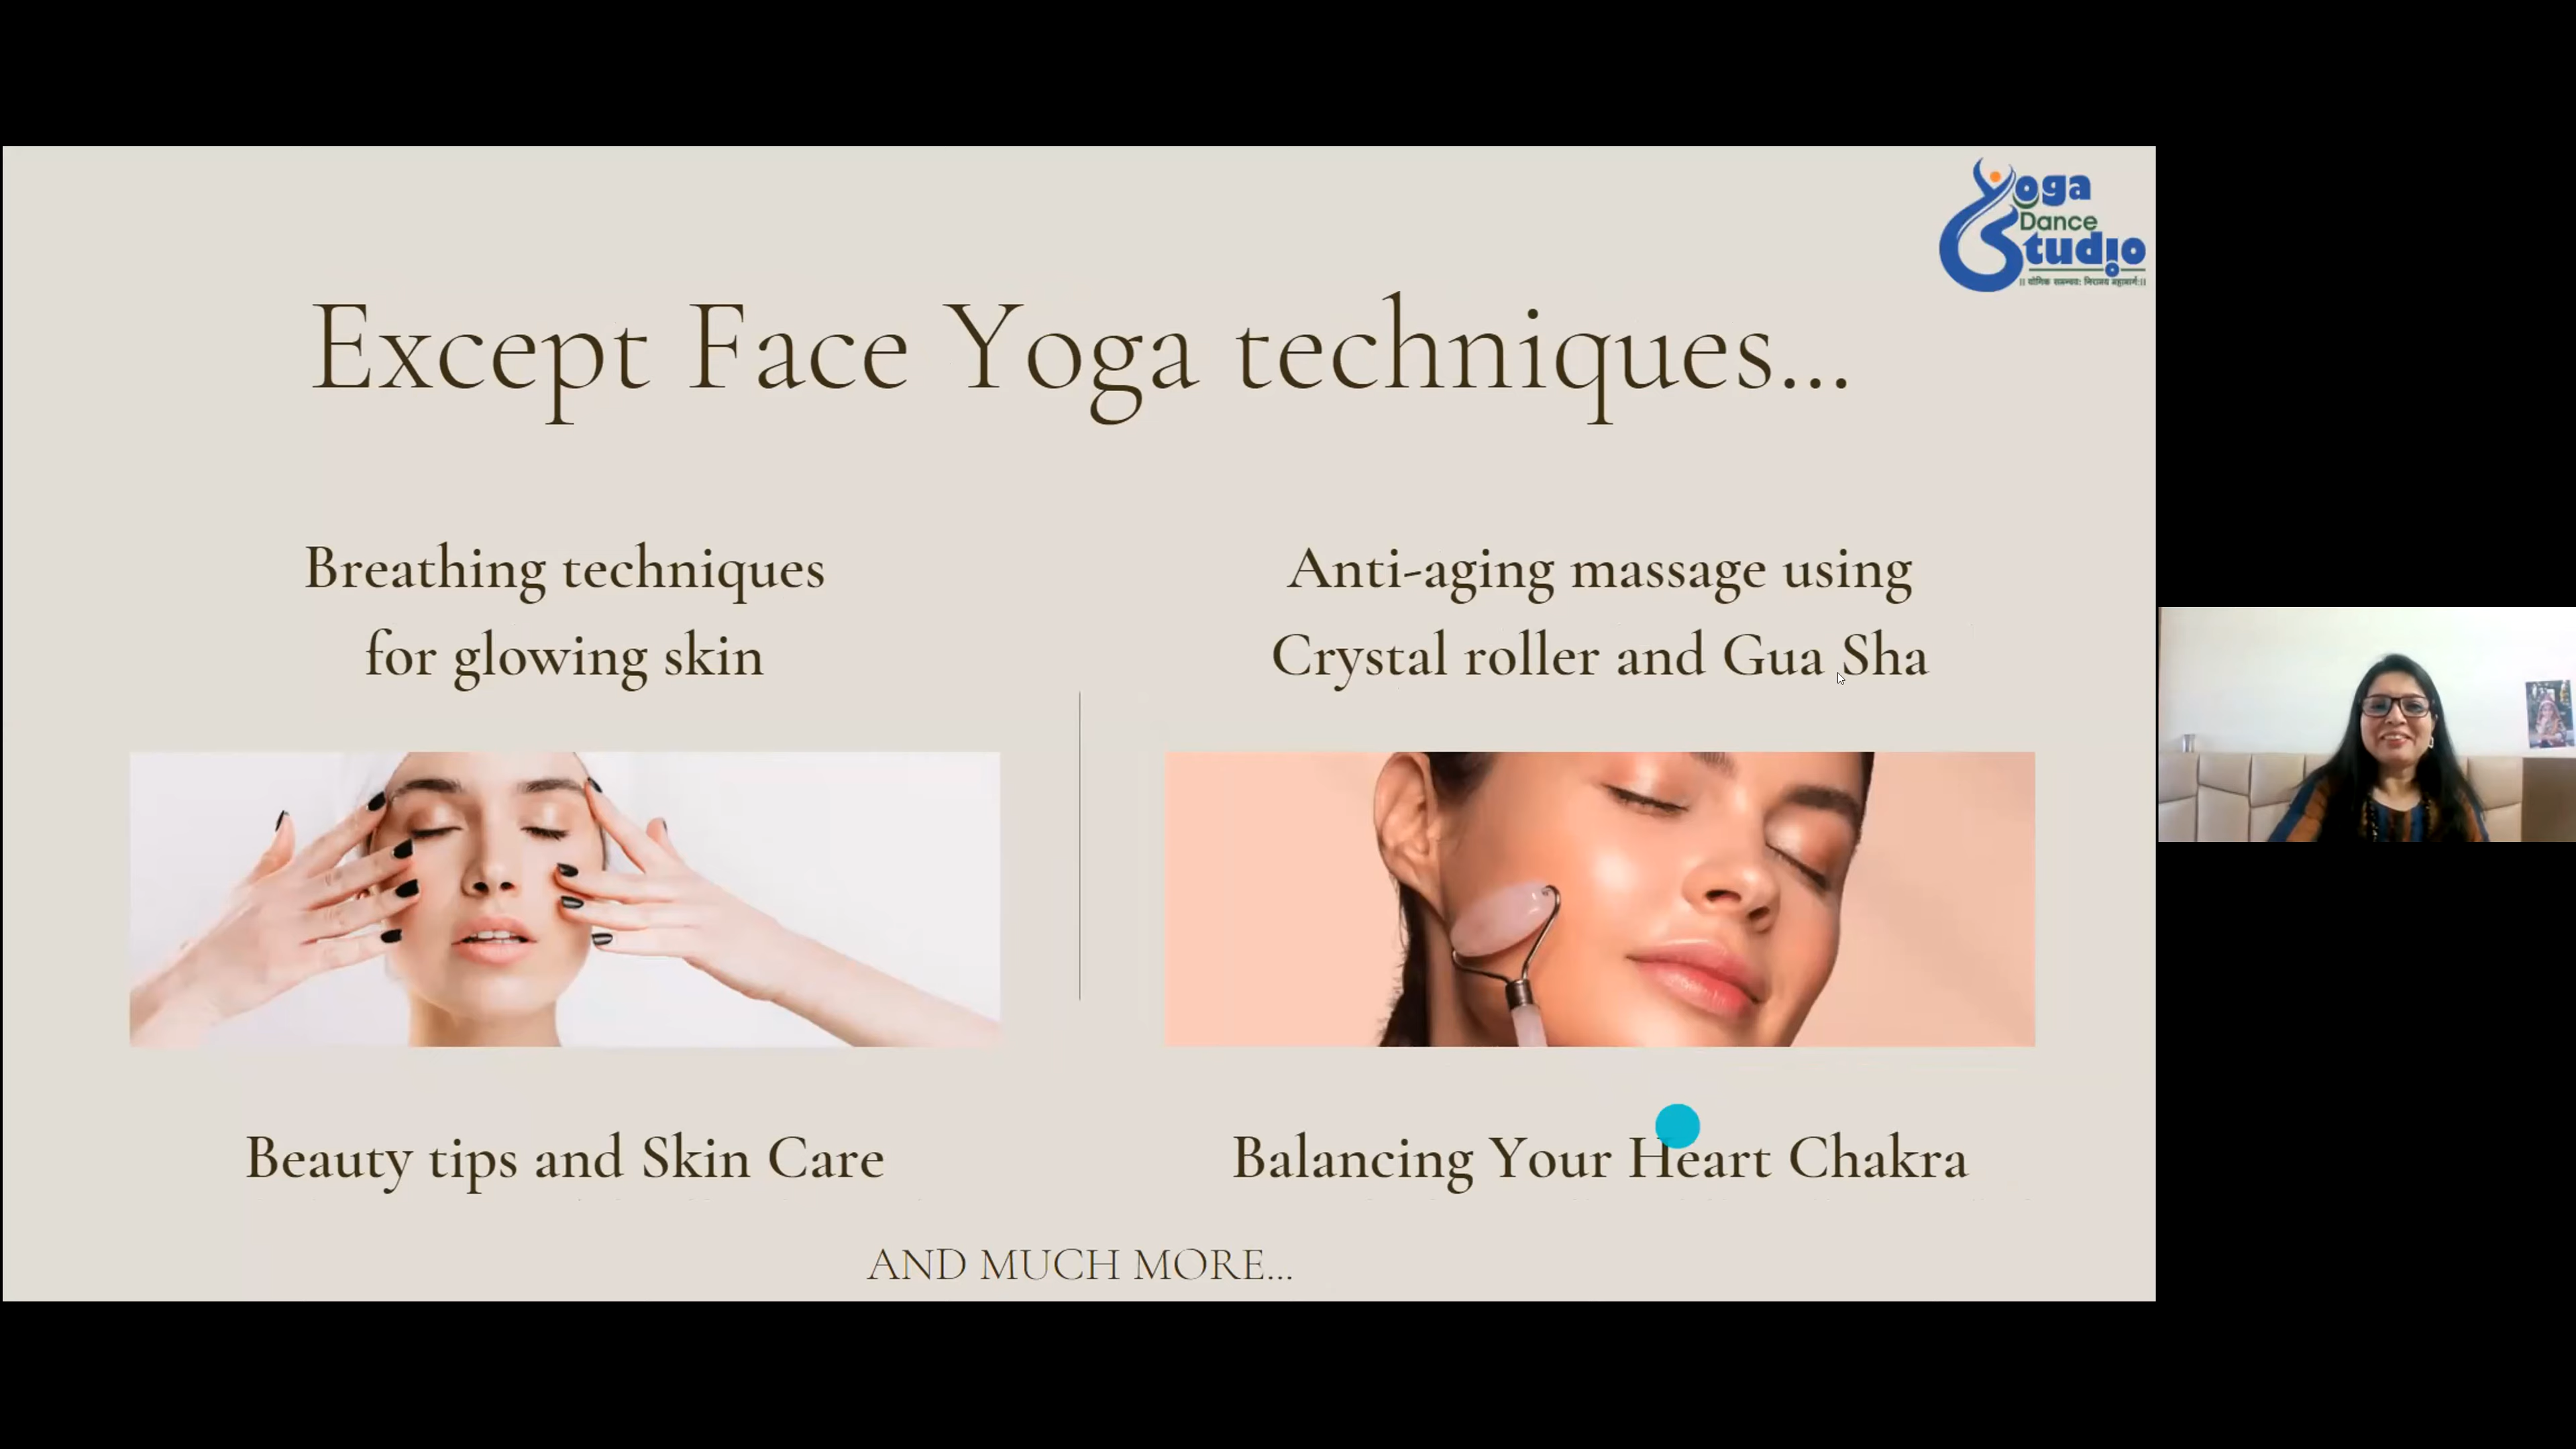 Yoga
Dance
Studio
Except Face Yoga techniques...
Breathing techniques
for glowing skin
Anti-aging massage using
Crystal roller and Gua Sha
Beauty tips and Skin Care
Balancing Your Heart Chakra
AND MUCH MORE...